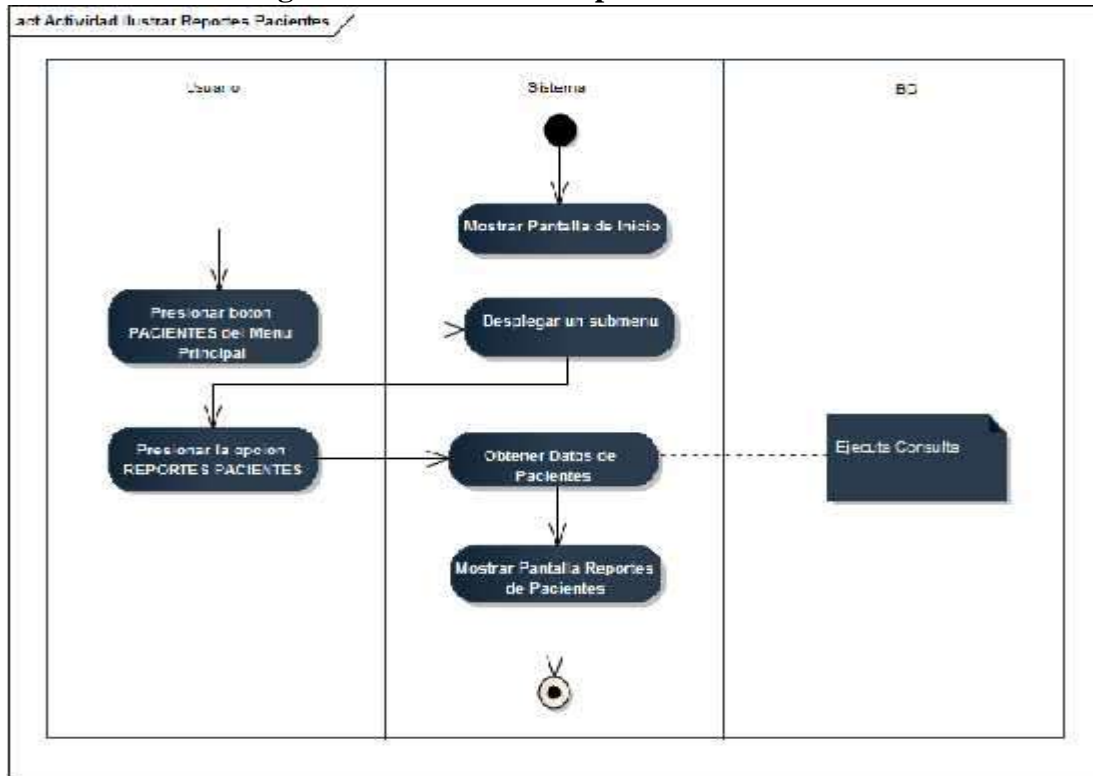 act Actividad Ilustrar Reportes Pacientes
Usuario
Sistema
BD
Mostrar Pantalla de Inicio
Presionar boton
PACIENTES del Menu
Principal
Desplegar un submenu
Presionar la opcion
REPORTES PACIENTES
Obtener Datos de
Pacientes
Ejecuta Consulta
Mostrar Pantalla Reportes
de Pacientes